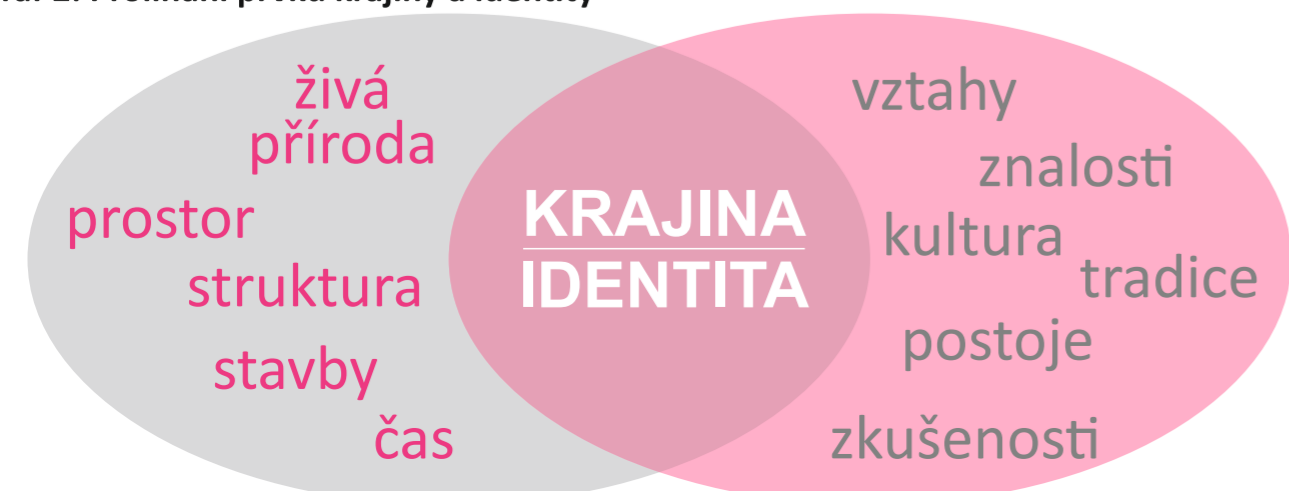 živá
příroda
prostor
struktura
stavby
čas
KRAJINA
IDENTITA
vztahy
znalosti
kultura
tradice
postoje
zkušenosti